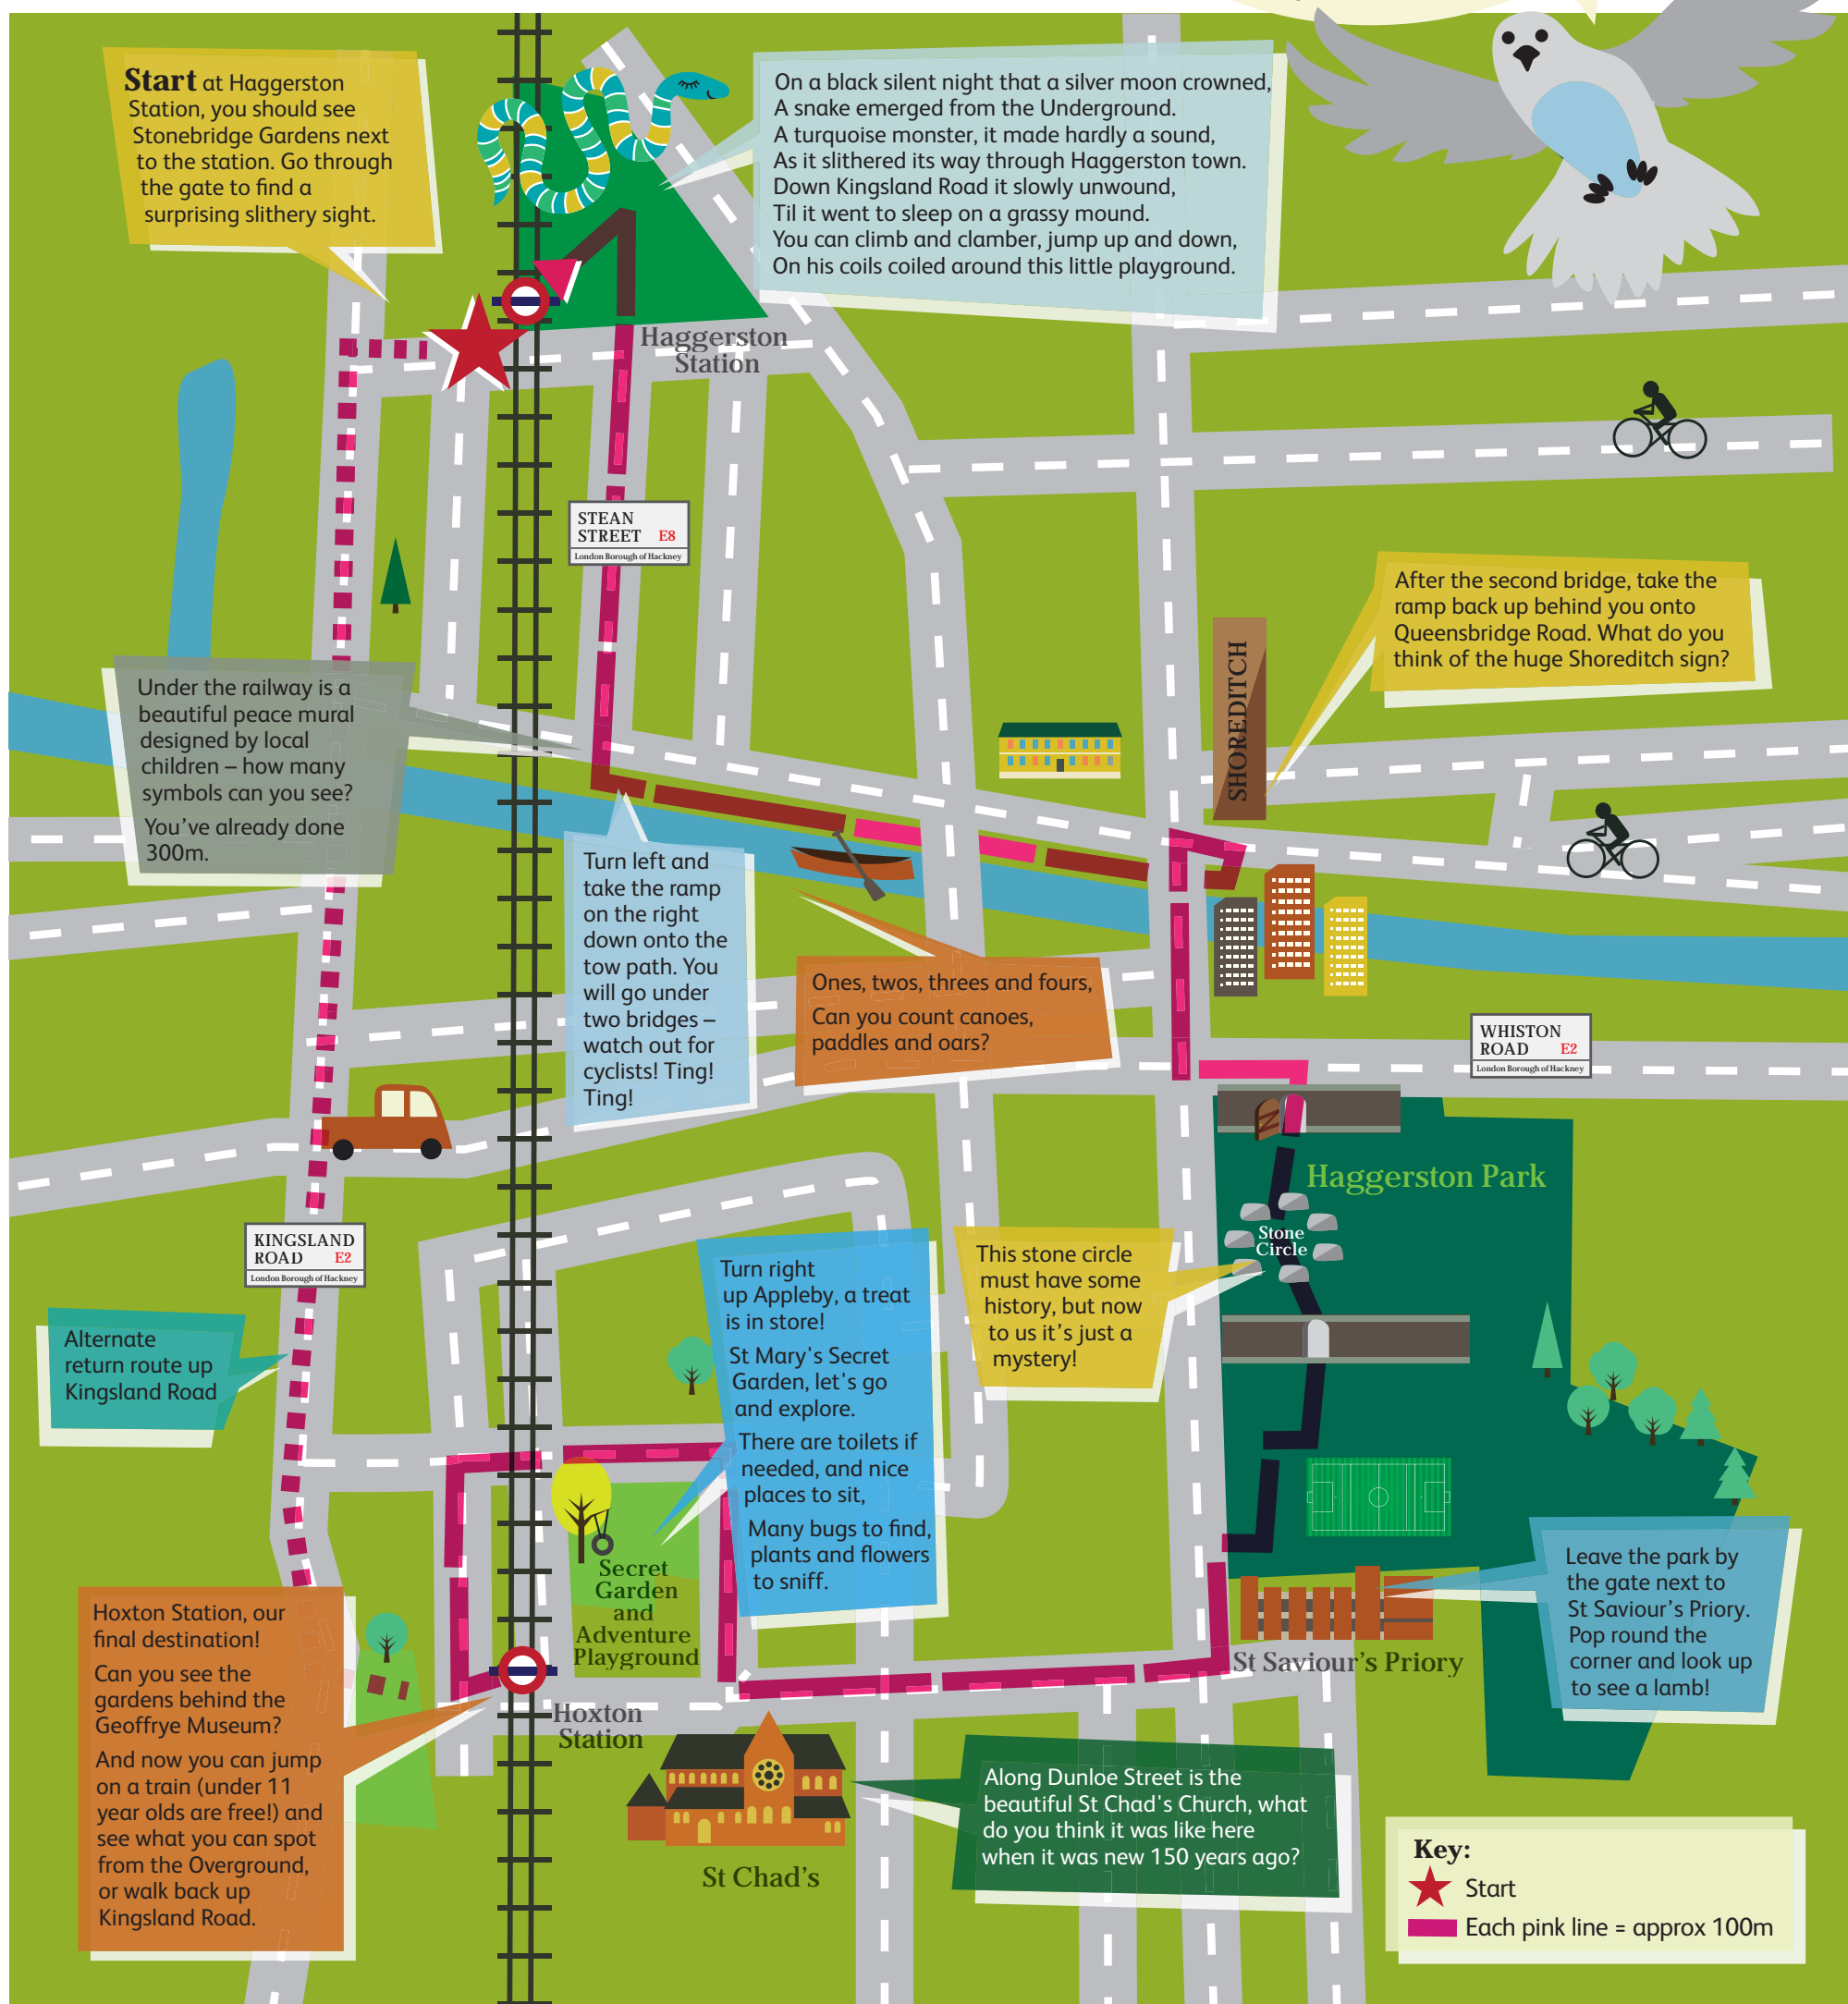 Start at Haggerston
Station, you should see
Stonebridge Gardens next
to the station. Go through
the gate to find a
surprising slithery sight.
On a black silent night that a silver moon crowned,
A snake emerged from the Underground.
A turquoise monster, it made hardly a sound,
As it slithered its way through Haggerston town.
Down Kingsland Road it slowly unwound,
Til it went to sleep on a grassy mound.
You can climb and clamber, jump up and down,
On his coils coiled around this little playground.
1
Haggerston
Station
STEAN
STREET E8
London Borough of Hackney
After the second bridge, take the
ramp back up behind you onto
Queensbridge Road. What do you
think of the huge Shoreditch sign?
SHOREDITCH
Under the railway is a
beautiful peace mural
designed by local
children – how many
symbols can you see?
You've already done
300m.
Turn left and
take the ramp
on the right
down onto the
tow path. You
will go under
two bridges –
watch out for
cyclists! Ting!
Ting!
Ones, twos, threes and fours,
Can you count canoes,
paddles and oars?
WHISTON
ROAD E2
London Borough of Hackney
Haggerston Park
Stone
Circle
KINGSLAND
ROAD E2
London Borough of Hackney
Turn right
up Appleby, a treat
is in store!
St Mary's Secret
Garden, let's go
and explore.
There are toilets if
needed, and nice
places to sit,
Many bugs to find,
plants and flowers
to sniff.
This stone circle
must have some
history, but now
to us it's just a
mystery!
Alternate
return route up
Kingsland Road
Secret
Garden
and
Adventure
Playground
Leave the park by
the gate next to
St Saviour's Priory.
Pop round the
corner and look up
to see a lamb!
St Saviour's Priory
Hoxton Station, our
final destination!
Can you see the
gardens behind the
Geoffrye Museum?
And now you can jump
on a train (under 11
year olds are free!) and
see what you can spot
from the Overground,
or walk back up
Kingsland Road.
Hoxton
Station
St Chad's
Along Dunloe Street is the
beautiful St Chad's Church, what
do you think it was like here
when it was new 150 years ago?
Key:
Start
Each pink line = approx 100m